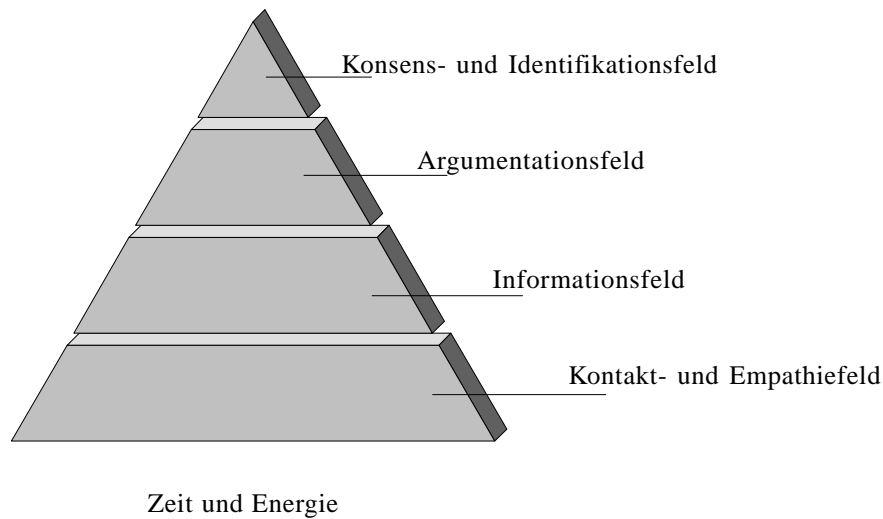 Konsens- und Identifikationsfeld
Argumentationsfeld
Informationsfeld
Kontakt- und Empathiefeld
Zeit und Energie